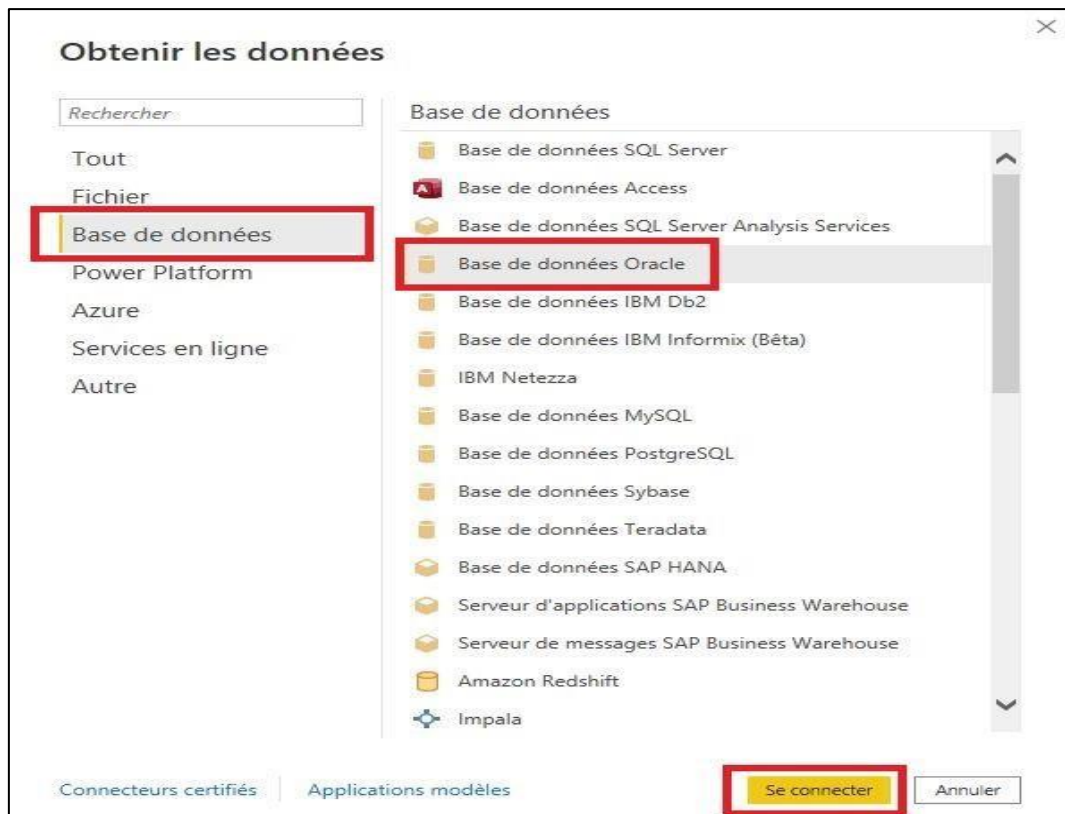 Obtenir les données
Rechercher
Tout
Fichier
Base de données
Power Platform
Azure
Services en ligne
Autre
Base de données
Base de données SQL Server
Base de données Access
Base de données SQL Server Analysis Services
Base de données Oracle
Base de données IBM Db2
Base de données IBM Informix (Bêta)
IBM Netezza
Base de données MySQL
Base de données PostgreSQL
Base de données Sybase
Base de données Teradata
Base de données SAP HANA
Serveur d'applications SAP Business Warehouse
Serveur de messages SAP Business Warehouse
Amazon Redshift
Impala
Connecteurs certifiés
Applications modèles
Se connecter
Annuler